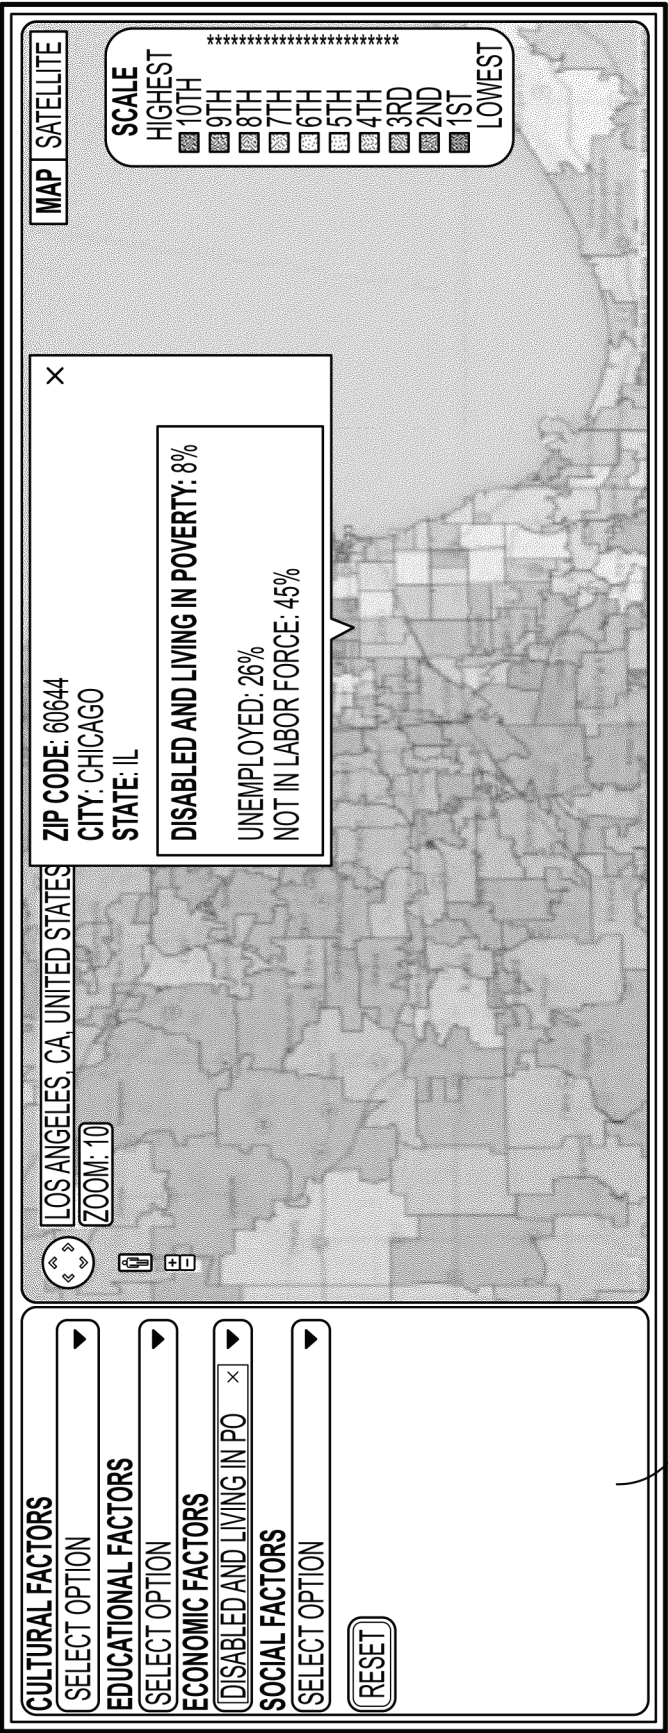 CULTURAL FACTORS
SELECT OPTION
EDUCATIONAL FACTORS
SELECT OPTION
ECONOMIC FACTORS
DISABLED AND LIVING IN PO ×
SOCIAL FACTORS
SELECT OPTION
RESET
LOS ANGELES, CA, UNITED STATES
ZOOM: 10
ZIP CODE: 60644
CITY: CHICAGO
STATE: IL
DISABLED AND LIVING IN POVERTY: 8%
UNEMPLOYED: 26%
NOT IN LABOR FORCE: 45%
MAP | SATELLITE
SCALE
HIGHEST
10TH
9TH
8TH
7TH
6TH
5TH
4TH
3RD
2ND
1ST
LOWEST